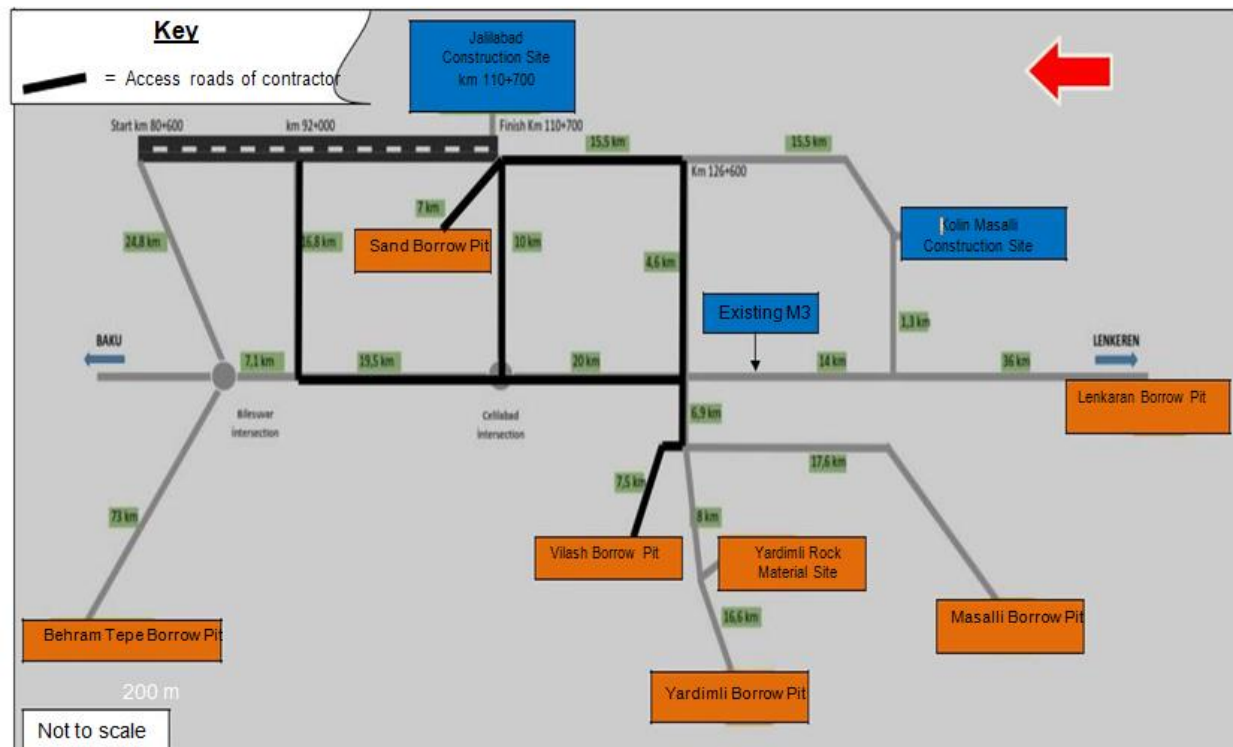 Key
= Access roads of contractor
Jalilabad
Construction Site
km 110+700
Start km 80+600
km 92+000
Finish Km 110+700
15,5 km
15,5 km
Km 126+600
7 km
Sand Borrow Pit
Kolin Masalli
Construction Site
24,8 km
16,8 km
10 km
4,6 km
Existing M3
1,3 km
BAKU
LENKEREN
7,1 km
19,5 km
20 km
14 km
36 km
Lenkaran Borrow Pit
Bilesuvar
intersection
Celilabad
intersection
6,9 km
17,6 km
7,5 km
8 km
73 km
Vilash Borrow Pit
Yardimli Rock
Material Site
16,6 km
Masalli Borrow Pit
Behram Tepe Borrow Pit
Yardimli Borrow Pit
200 m
Not to scale